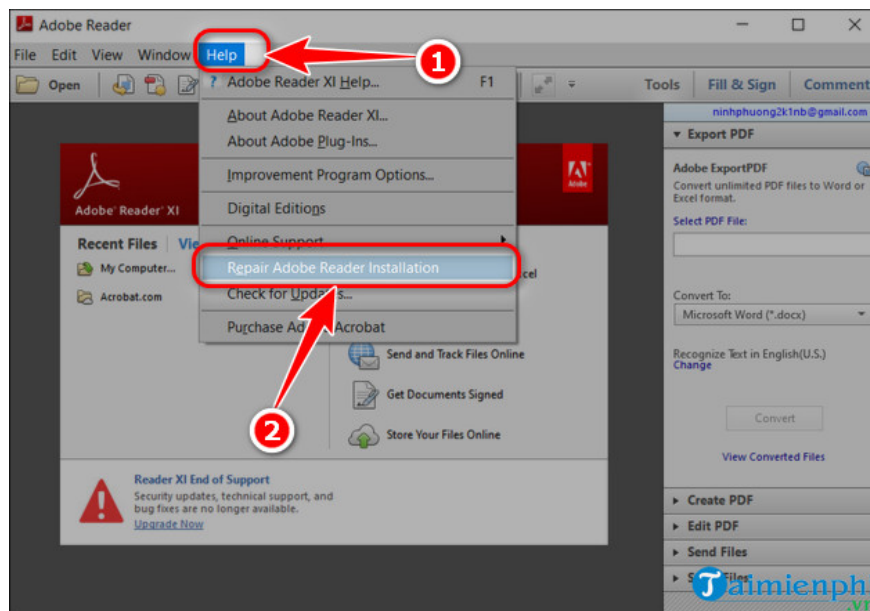 Adobe Reader
File Edit View Window Help
1
Open
Tools Fill & Sign Comment
? Adobe Reader XI Help... F1
About Adobe Reader XI...
About Adobe Plug-Ins...
Improvement Program Options...
Digital Editions
Online Support
Repair Adobe Reader Installation
Check for Updates...
Purchase Adobe Acrobat
Adobe Reader XI
Adobe
Recent Files Vie
My Computer...
Acrobat.com
cel
Send and Track Files Online
Get Documents Signed
Store Your Files Online
2
Reader XI End of Support
Security updates, technical support, and
bug fixes are no longer available.
Upgrade Now
ninhphuong2k1nb@gmail.com
Export PDF
Adobe ExportPDF
Convert unlimited PDF files to Word or
Excel format.
Select PDF File:
Convert To:
Microsoft Word (*.docx)
Recognize Text in English(U.S.)
Change
Convert
View Converted Files
Create PDF
Edit PDF
Send Files
Files
Taimienph
.vn